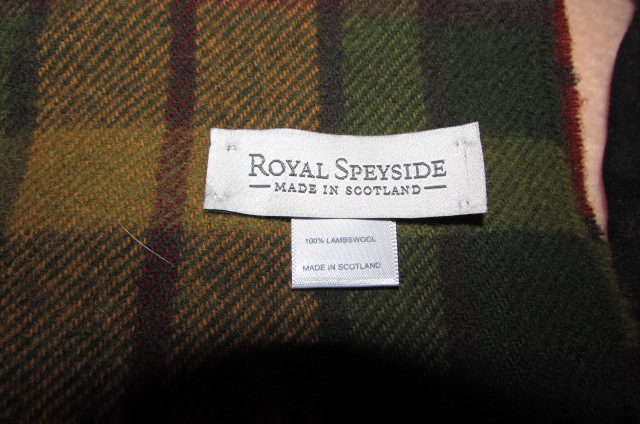 ROYAL SPEYSIDE
MADE IN SCOTLAND
100% LAMBSWOOL
MADE IN SCOTLAND